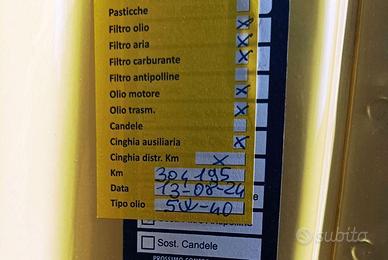 Pasticche
Filtro olio X
Filtro aria X
Filtro carburante X
Filtro antipolline
Olio motore X
Olio trasm. X
Candele
Cinghia ausiliaria X
Cinghia distr. Km X
Km 304195
Data 13-08-24
Tipo olio 5W-40
Sost. Candele
subito